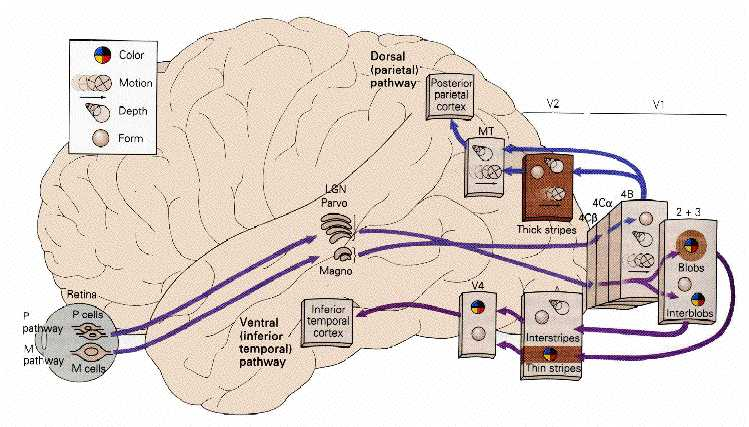 Color
Motion
Depth
Form
Dorsal
(parietal)
pathway
Posterior
parietal
cortex
V2
V1
MT
Thick stripes
4Cβ
4Cα
4B
2 + 3
Blobs
Interblobs
LGN
Parvo
Magno
Retina
P
pathway
M
pathway
P cells
M cells
Ventral
(inferior
temporal)
pathway
Inferior
temporal
cortex
V4
Interstripes
Thin stripes